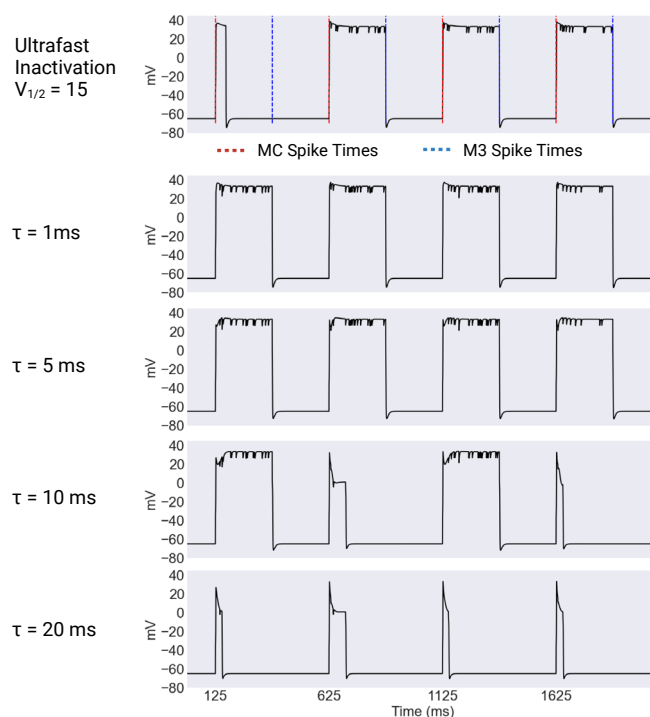 Ultrafast
Inactivation
V1/2 = 15
40
20
0
−20
−40
−60
−80
mV
MC Spike Times
M3 Spike Times
τ = 1ms
40
20
0
−20
−40
−60
−80
mV
τ = 5 ms
40
20
0
−20
−40
−60
−80
mV
τ = 10 ms
40
20
0
−20
−40
−60
−80
mV
τ = 20 ms
40
20
0
−20
−40
−60
−80
mV
125 625 1125 1625
Time (ms)